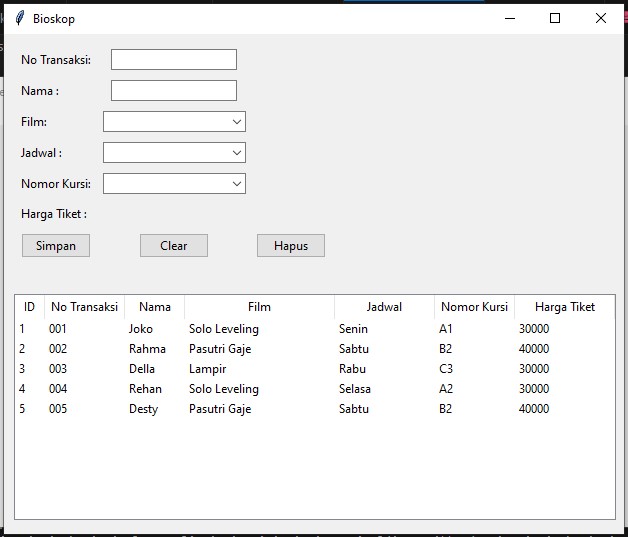 Bioskop
No Transaksi:
Nama :
Film:
Jadwal :
Nomor Kursi:
Harga Tiket :
Simpan Clear Hapus
ID No Transaksi Nama Film Jadwal Nomor Kursi Harga Tiket
1 001 Joko Solo Leveling Senin A1 30000
2 002 Rahma Pasutri Gaje Sabtu B2 40000
3 003 Della Lampir Rabu C3 30000
4 004 Rehan Solo Leveling Selasa A2 30000
5 005 Desty Pasutri Gaje Sabtu B2 40000